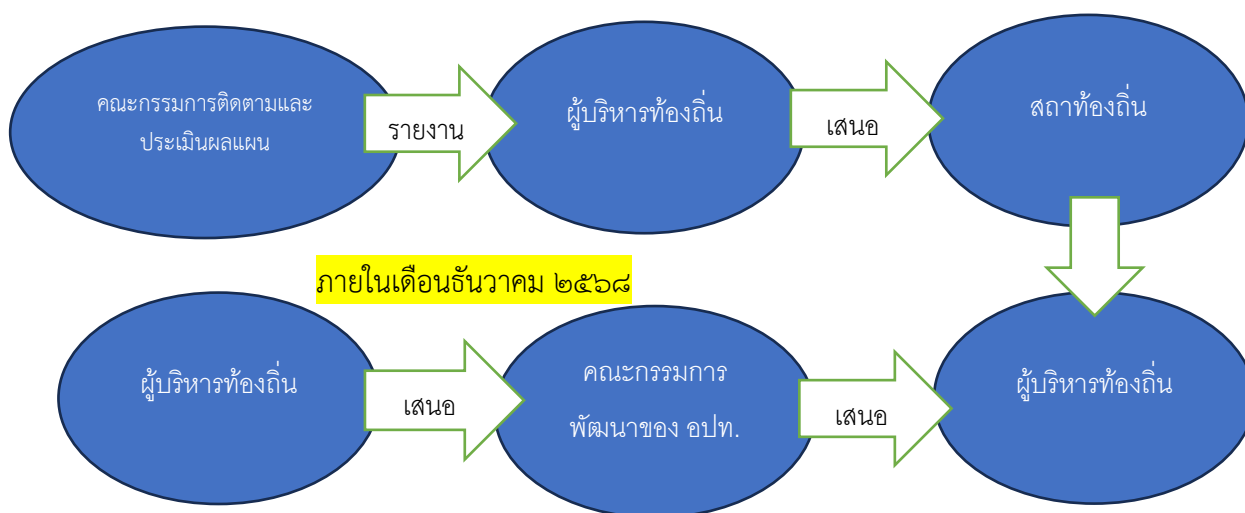 คณะกรรมการติดตามและ
ประเมินผลแผน
รายงาน
ผู้บริหารท้องถิ่น
เสนอ
สถาท้องถิ่น
ภายในเดือนธันวาคม ๒๕๖๘
ผู้บริหารท้องถิ่น
เสนอ
คณะกรรมการ
พัฒนาของ อปท.
เสนอ
ผู้บริหารท้องถิ่น